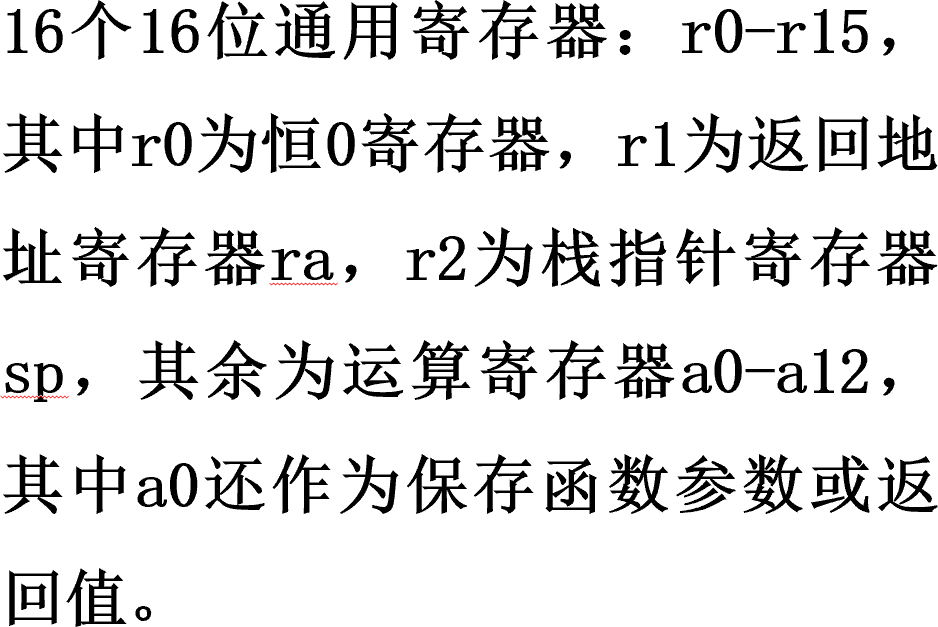 16个16位通用寄存器：r0-r15，
其中r0为恒0寄存器，r1为返回地
址寄存器ra，r2为栈指针寄存器
sp，其余为运算寄存器a0-a12，
其中a0还作为保存函数参数或返
回值。